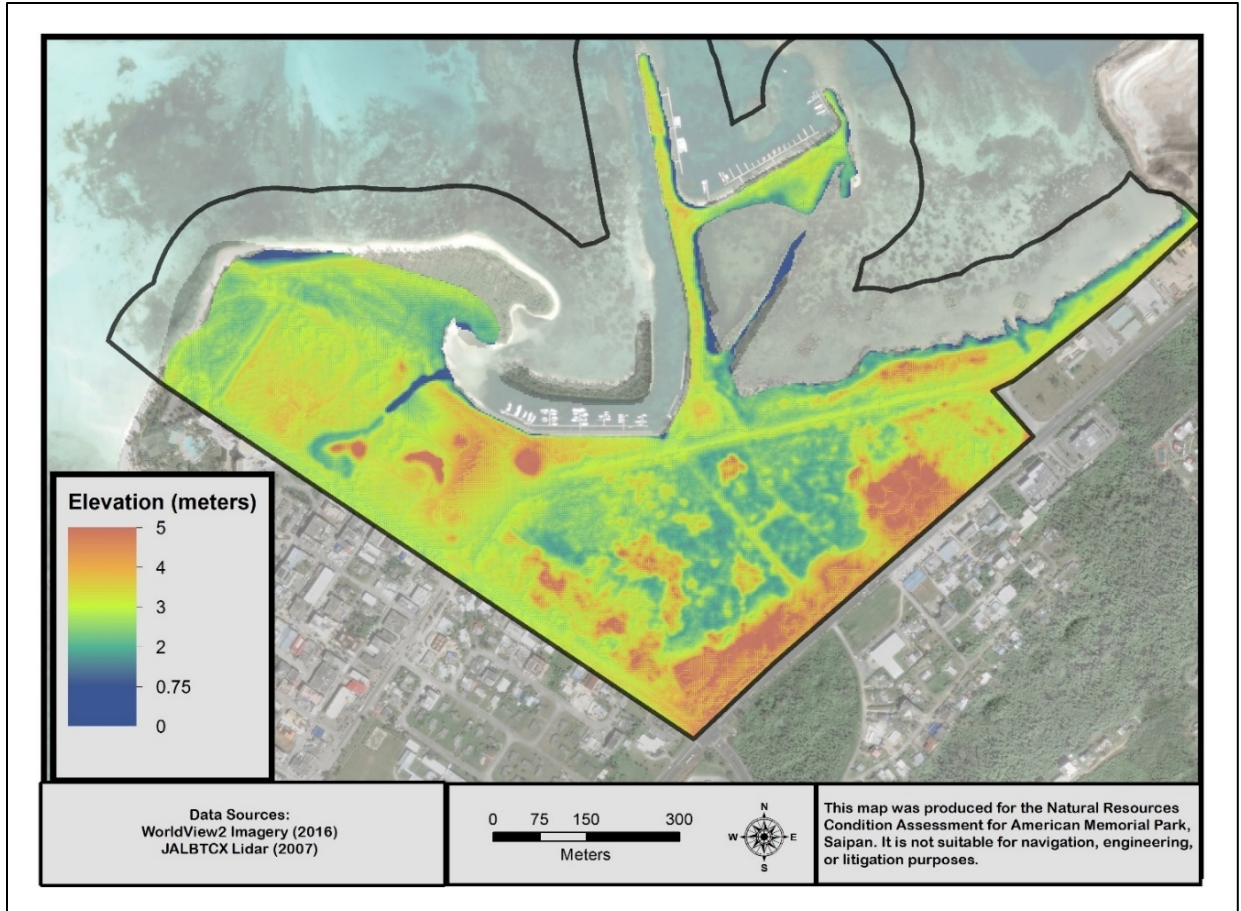 Elevation (meters)
5
4
3
2
0.75
0
Data Sources:
WorldView2 Imagery (2016)
JALBTCX Lidar (2007)
0 75 150 300
Meters
N
W E
S
This map was produced for the Natural Resources
Condition Assessment for American Memorial Park,
Saipan. It is not suitable for navigation, engineering,
or litigation purposes.